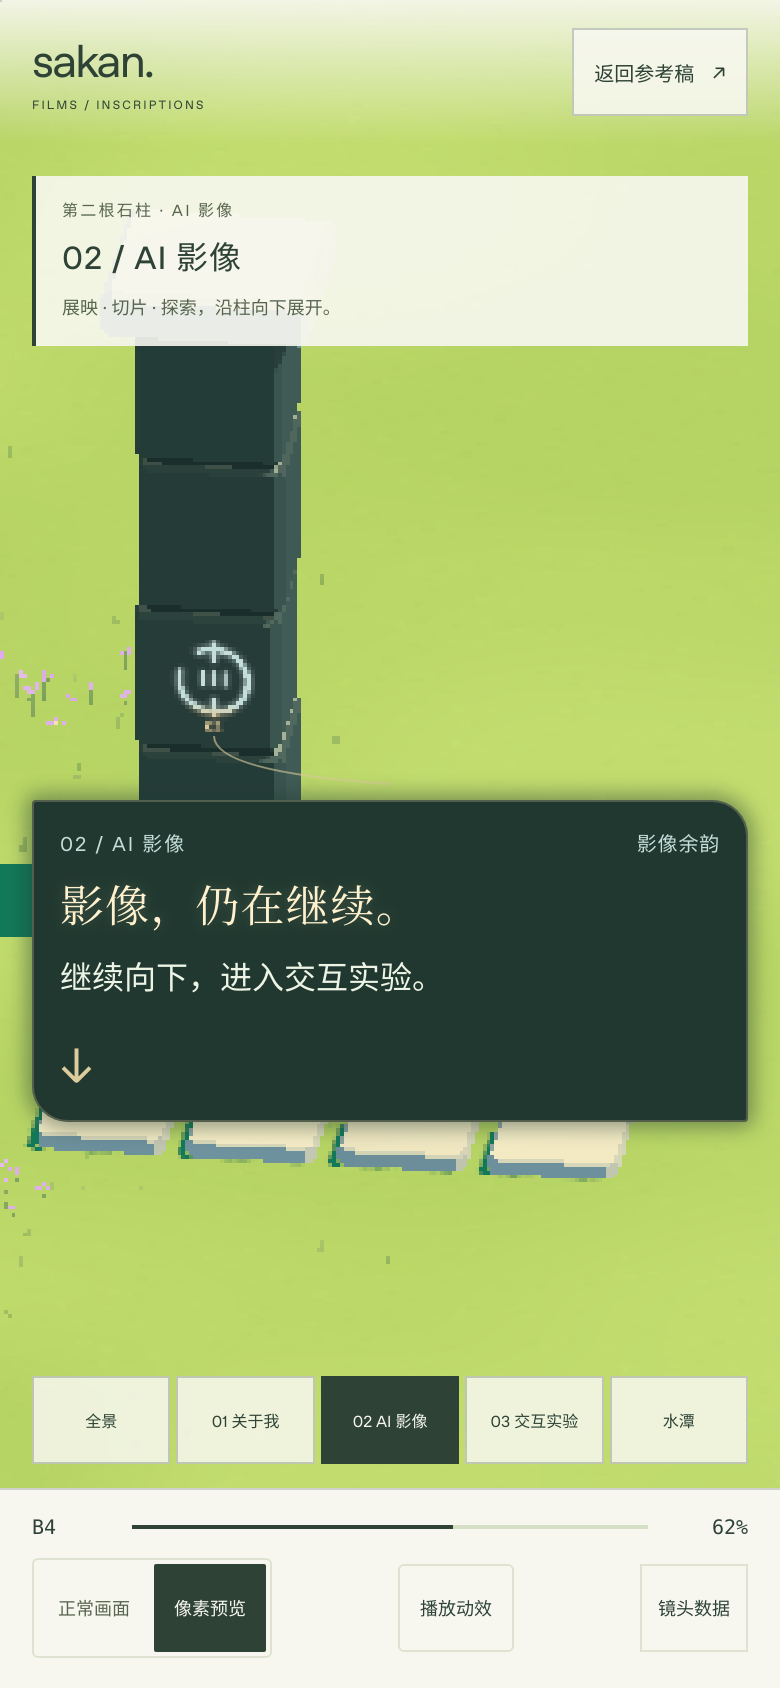 sakan.
FILMS / INSCRIPTIONS
返回参考稿 ↗
第二根石柱 · AI 影像
02 / AI 影像
展映 · 切片 · 探索，沿柱向下展开。
02 / AI 影像
影像余韵
影像，仍在继续。
继续向下，进入交互实验。
↓
全景
01 关于我
02 AI 影像
03 交互实验
水潭
B4
62%
正常画面
像素预览
播放动效
镜头数据